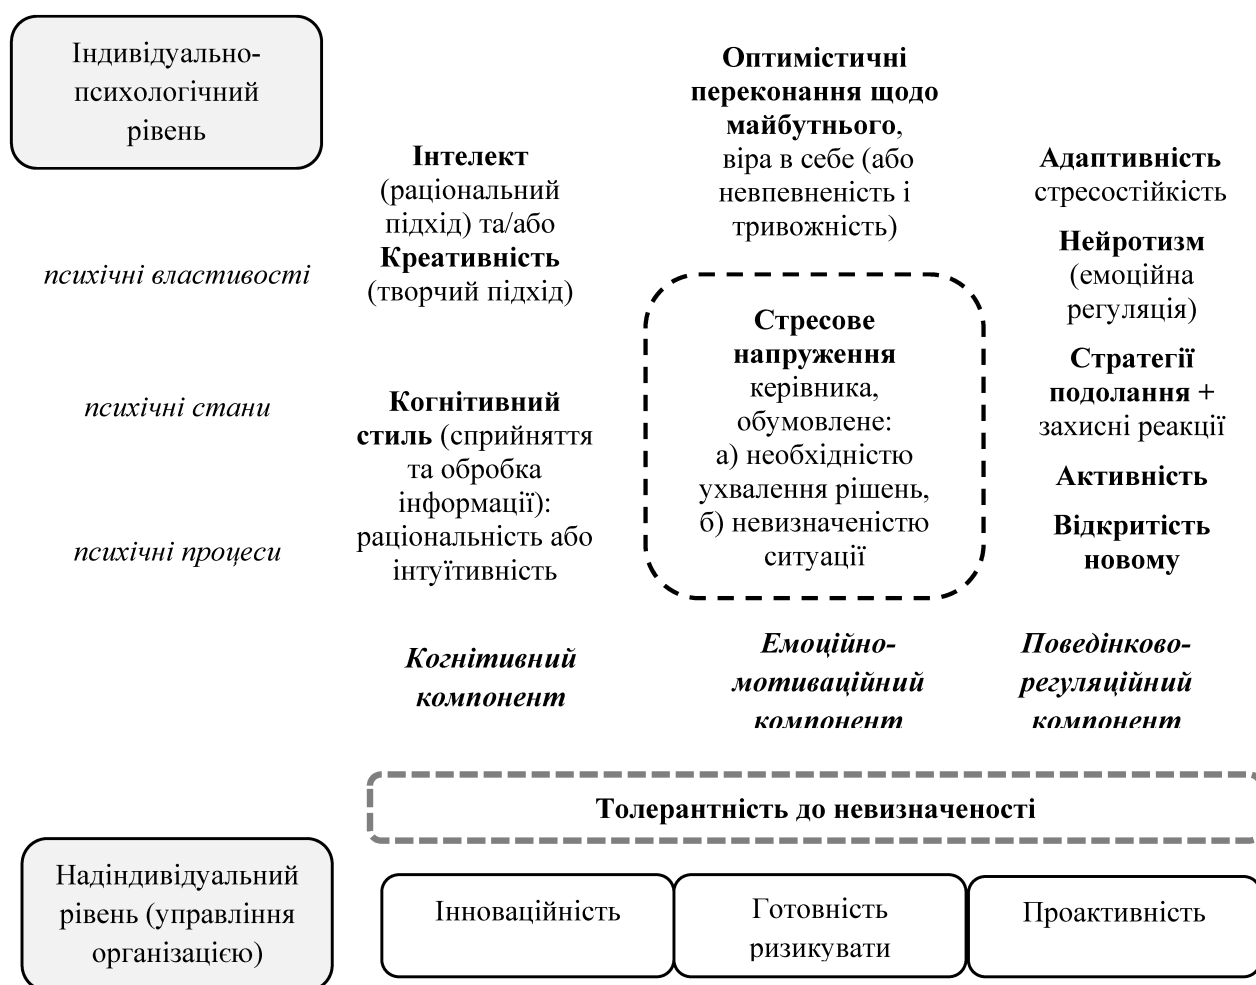 Індивідуально-
психологічний
рівень
психічні властивості
психічні стани
психічні процеси
Інтелект
(раціональний
підхід) та/або
Креативність
(творчий підхід)
Когнітивний
стиль (сприйняття
та обробка
інформації):
раціональність або
інтуїтивність
Когнітивний
компонент
Оптимістичні
переконання щодо
майбутнього,
віра в себе (або
невпевненість і
тривожність)
Стресове
напруження
керівника,
обумовлене:
а) необхідністю
ухвалення рішень,
б) невизначеністю
ситуації
Емоційно-
мотиваційний
компонент
Адаптивність
стресостійкість
Нейротизм
(емоційна
регуляція)
Стратегії
подолання +
захисні реакції
Активність
Відкритість
новому
Поведінково-
регуляційний
компонент
Толерантність до невизначеності
Надіндивідуальний
рівень (управління
організацією)
Інноваційність
Готовність
ризикувати
Проактивність